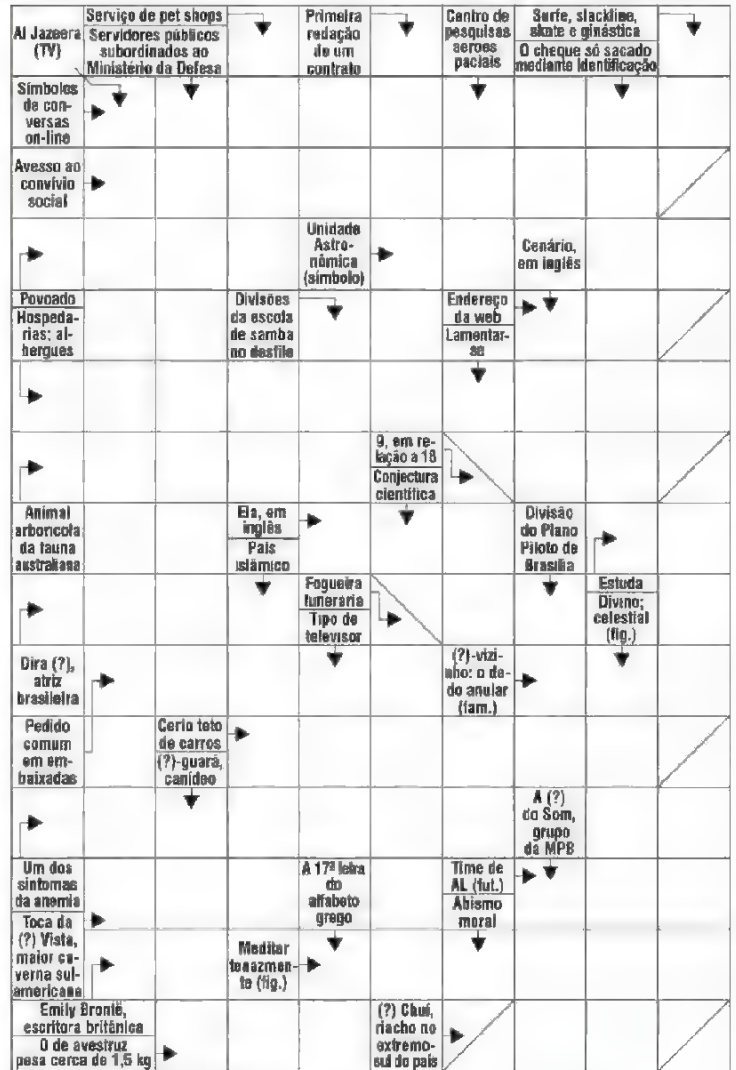 Al Jazeera
(TV)
Serviço de pet shops
Servidores públicos
subordinados ao
Ministério da Defesa
Primeira
redação
de um
contrato
Centro de
pesquisas
aeroes
paciais
Surfe, slackline,
skate e ginástica
O cheque só sacado
mediante identificação
Símbolos
de con-
versas
on-line
Avesso ao
convívio
social
Unidade
Astro-
nômica
(símbolo)
Cenário,
em inglês
Povoado
Hospeda-
rias; al-
bergues
Divisões
da escola
de samba
no desfile
Endereço
da web
Lamentar-
se
9, em re-
lação a 18
Conjectura
científica
Animal
arborícola
da fauna
australiana
Ela, em
inglês
País
islâmico
Divisão
do Plano
Piloto de
Brasília
Fogueira
funerária
Tipo de
televisor
Estuda
Divino;
celestial
(fig.)
Dira (?),
atriz
brasileira
(?)-vizi-
nho: o de-
do anular
(fam.)
Pedido
comum
em em-
baixadas
Certo teto
de carros
(?)-guará,
canídeo
A (?)
do Som,
grupo
da MPB
Um dos
sintomas
da anemia
A 17ª letra
do
alfabeto
grego
Time de
AL (fut.)
Abismo
moral
Toca da
(?) Vista,
maior ca-
verna sul-
americana
Meditar
tenazmen-
te (fig.)
Emily Brontë,
escritora britânica
O de avestruz
pesa cerca de 1,5 kg
(?) Chuí,
riacho no
extremo-
sul do país